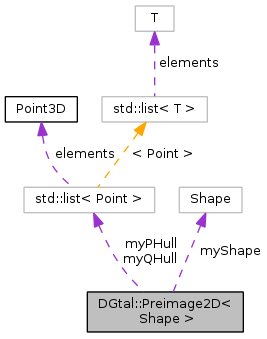 T
elements
Point3D
std::list< T >
elements
< Point >
std::list< Point >
Shape
myPHull
myQHull
myShape
DGtal::Preimage2D<
Shape >